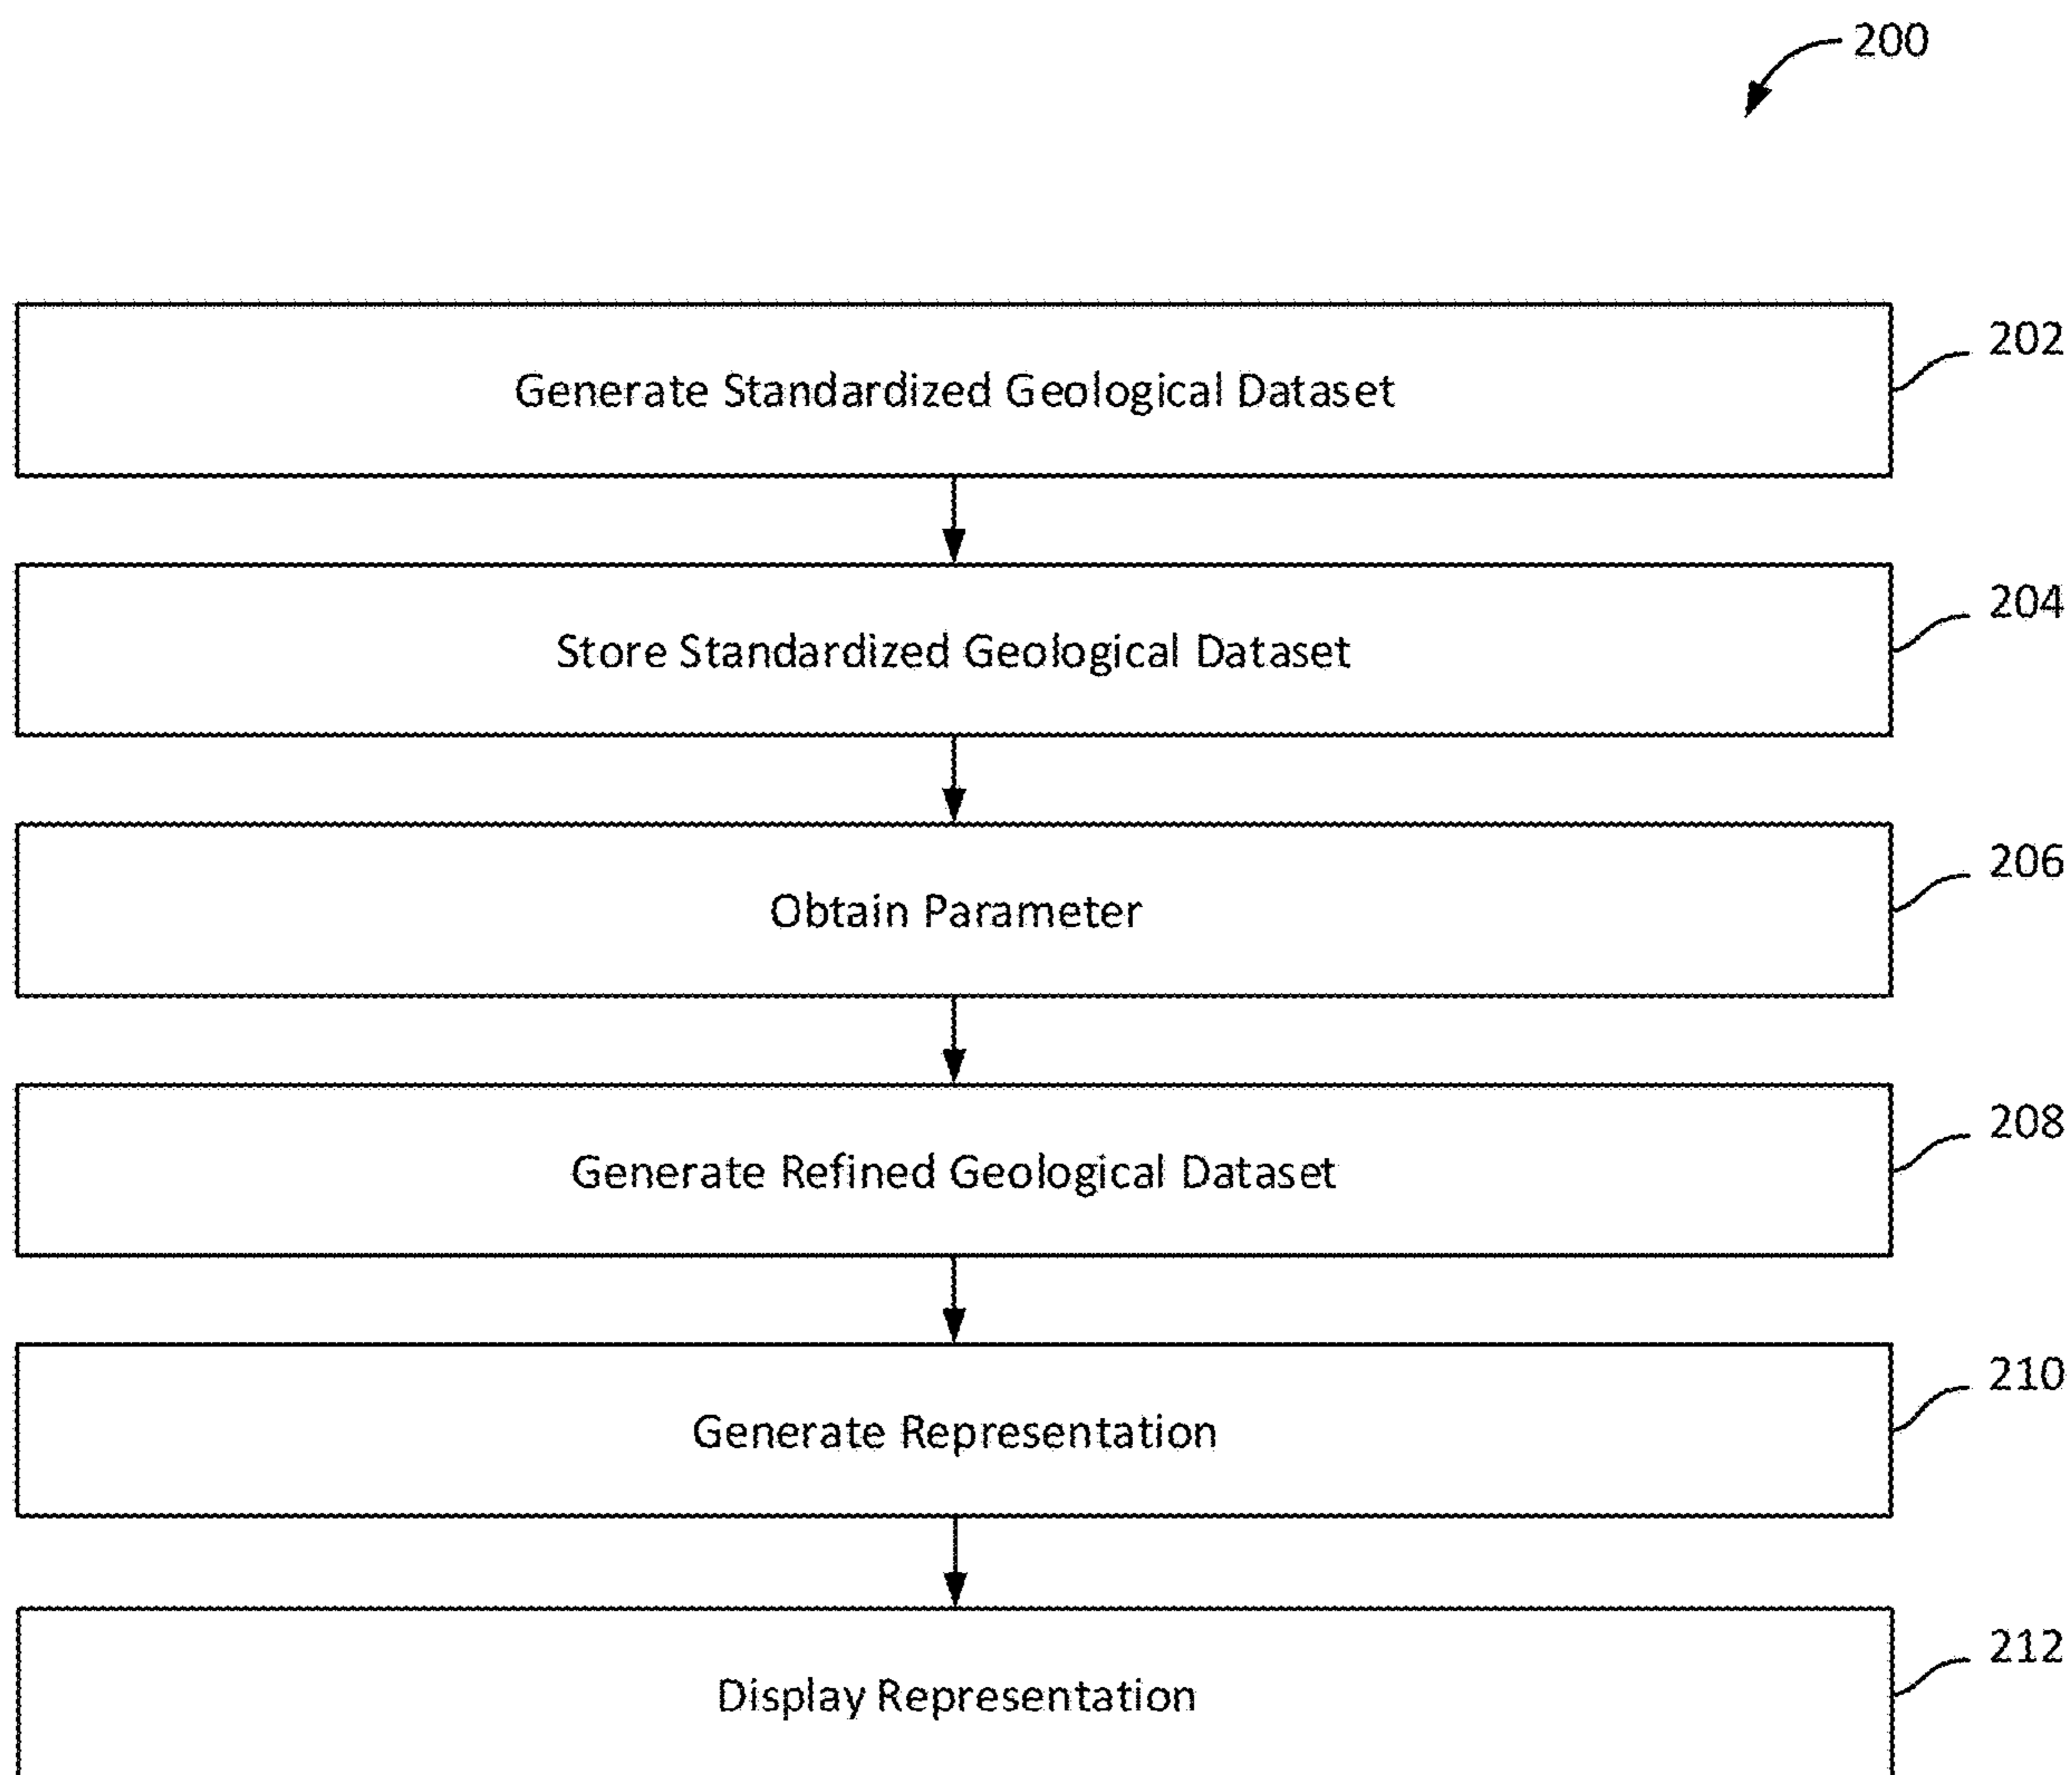 200
Generate Standardized Geological Dataset
202
Store Standardized Geological Dataset
204
Obtain Parameter
206
Generate Refined Geological Dataset
208
Generate Representation
210
Display Representation
212